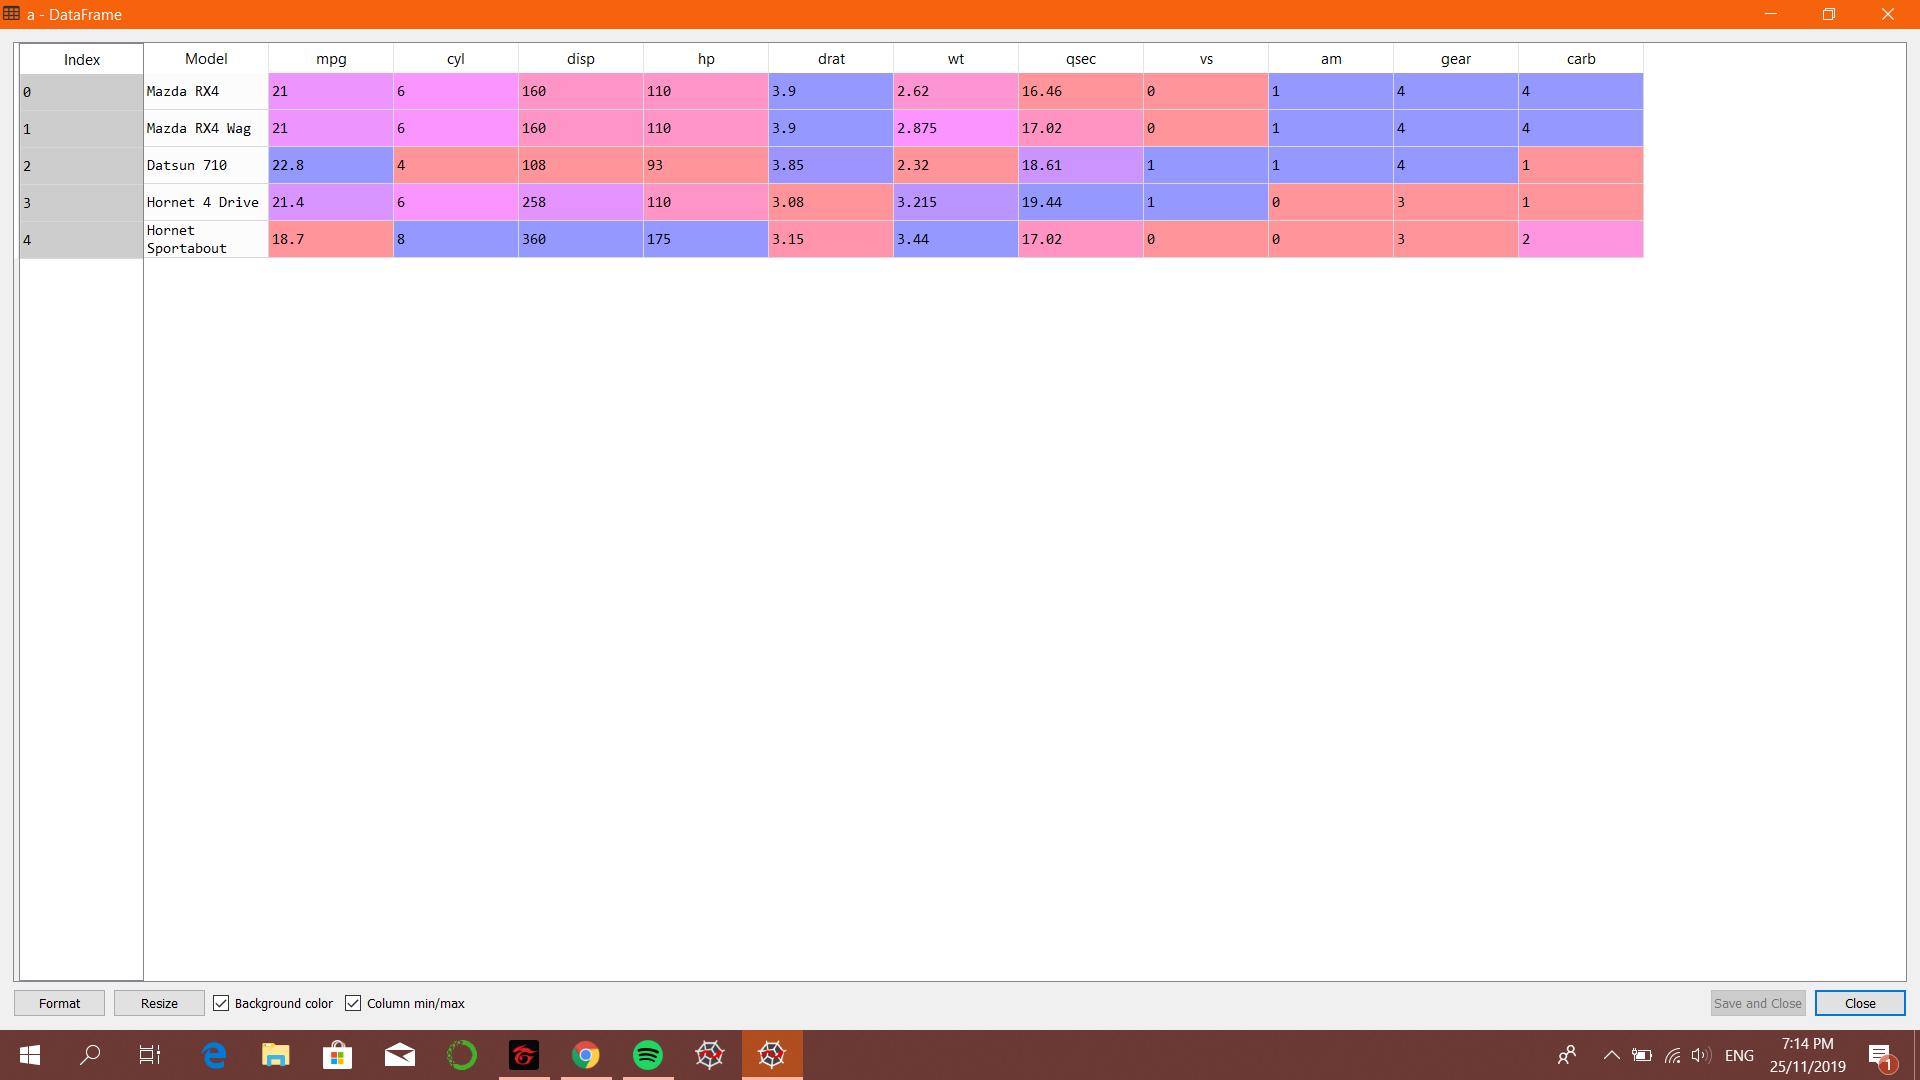 a - DataFrame
Index Model mpg cyl disp hp drat wt qsec vs am gear carb
0 Mazda RX4 21 6 160 110 3.9 2.62 16.46 0 1 4 4
1 Mazda RX4 Wag 21 6 160 110 3.9 2.875 17.02 0 1 4 4
2 Datsun 710 22.8 4 108 93 3.85 2.32 18.61 1 1 4 1
3 Hornet 4 Drive 21.4 6 258 110 3.08 3.215 19.44 1 0 3 1
4 Hornet Sportabout 18.7 8 360 175 3.15 3.44 17.02 0 0 3 2
Format Resize Background color Column min/max Save and Close Close
ENG 7:14 PM
25/11/2019 1